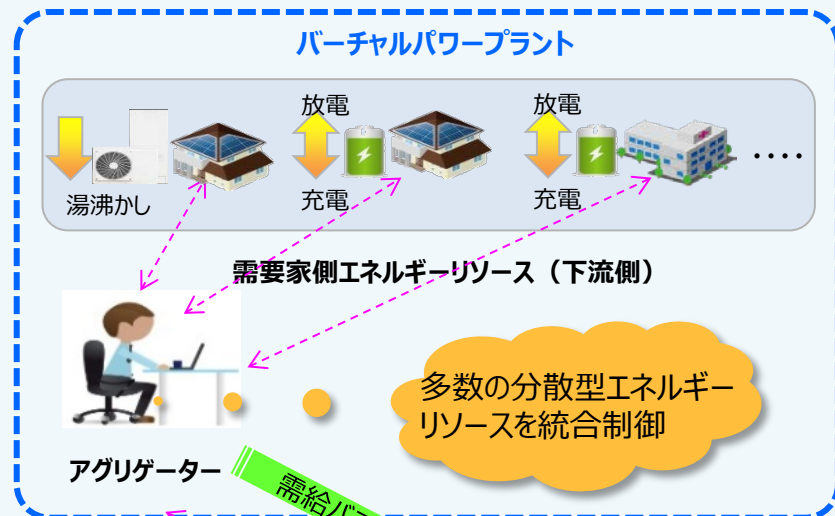 バーチャルパワープラント
放電
放電
湯沸かし
充電
充電
････
需要家側エネルギーリソース（下流側）
多数の分散型エネルギー
リソースを統合制御
アグリゲーター
需給バ